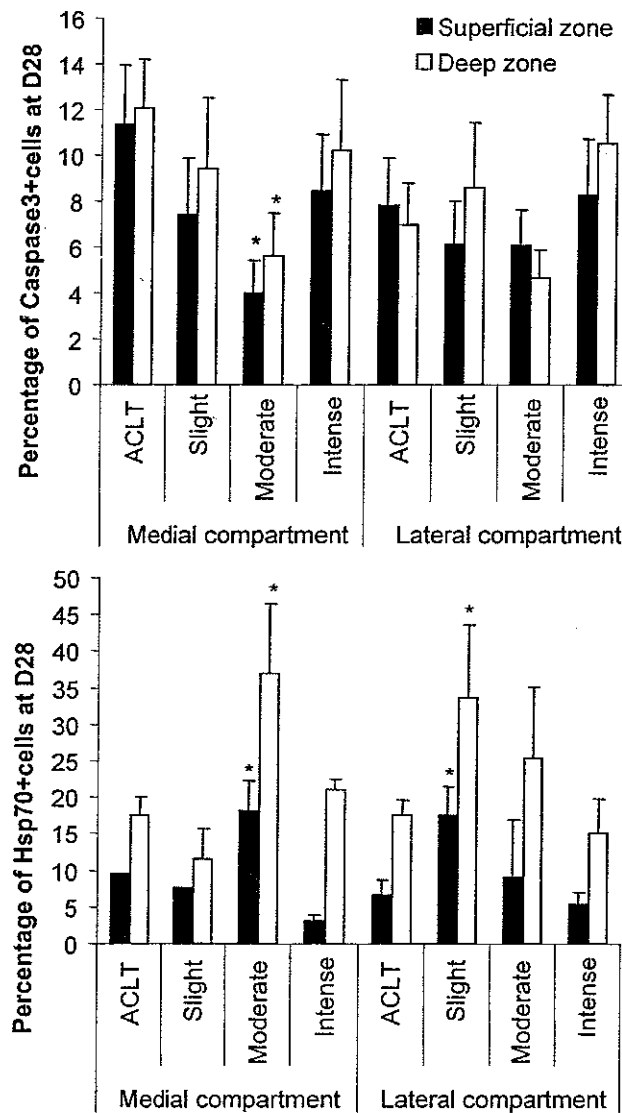 Percentage of Caspase3+cells at D28
16
14
12
10
8
6
4
2
0
Superficial zone
Deep zone
* *
ACLT Slight Moderate Intense ACLT Slight Moderate Intense
Medial compartment Lateral compartment
Percentage of Hsp70+cells at D28
50
45
40
35
30
25
20
15
10
5
0
* * * *
ACLT Slight Moderate Intense ACLT Slight Moderate Intense
Medial compartment Lateral compartment